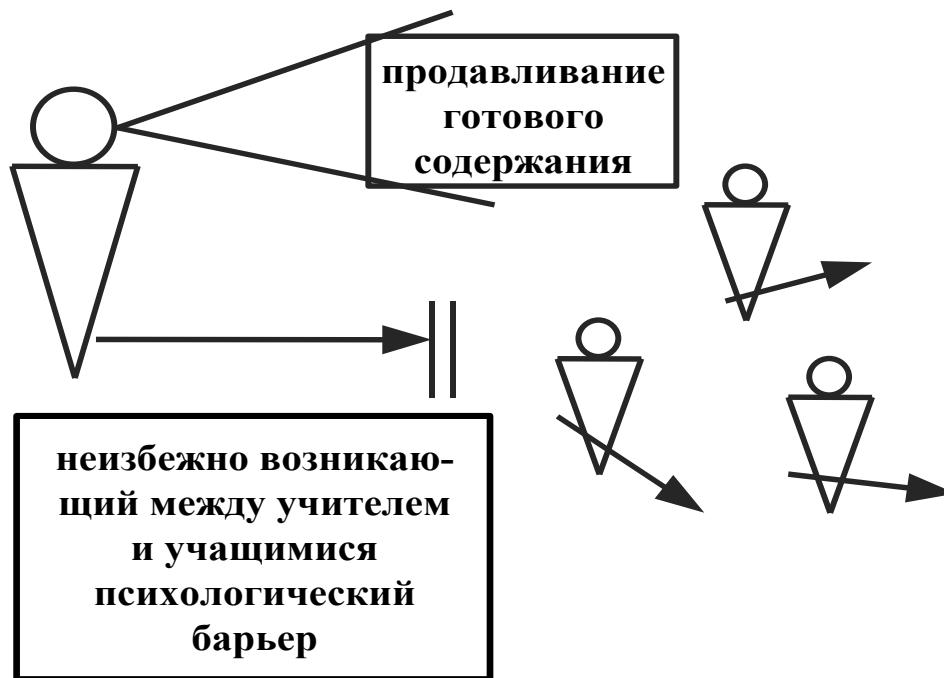 продавливание
готового
содержания
неизбежно возникаю-
щий между учителем
и учащимися
психологический
барьер